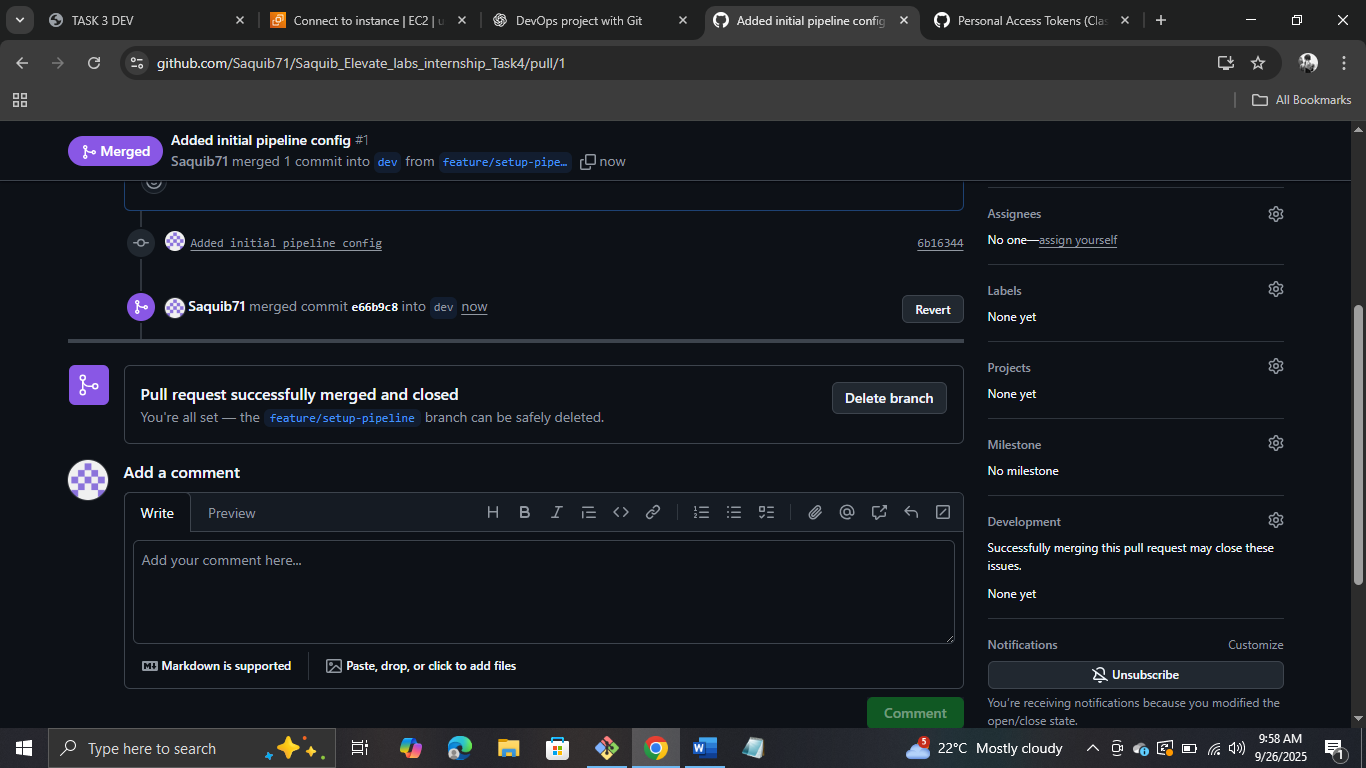 TASK 3 DEV
Connect to instance | EC2 | u
DevOps project with Git
Added initial pipeline config
Personal Access Tokens (Clas
github.com/Saquib71/Saquib_Elevate_labs_internship_Task4/pull/1
All Bookmarks
Merged
Added initial pipeline config #1
Saquib71 merged 1 commit into dev from feature/setup-pipe… now
Added initial pipeline config
6b16344
Saquib71 merged commit e66b9c8 into dev now
Revert
Pull request successfully merged and closed
You're all set — the feature/setup-pipeline branch can be safely deleted.
Delete branch
Add a comment
Write
Preview
Add your comment here...
Markdown is supported
Paste, drop, or click to add files
Comment
Assignees
No one—assign yourself
Labels
None yet
Projects
None yet
Milestone
No milestone
Development
Successfully merging this pull request may close these
issues.
None yet
Notifications
Customize
Unsubscribe
You're receiving notifications because you modified the
open/close state.
Type here to search
5
22°C Mostly cloudy
9:58 AM
9/26/2025
1